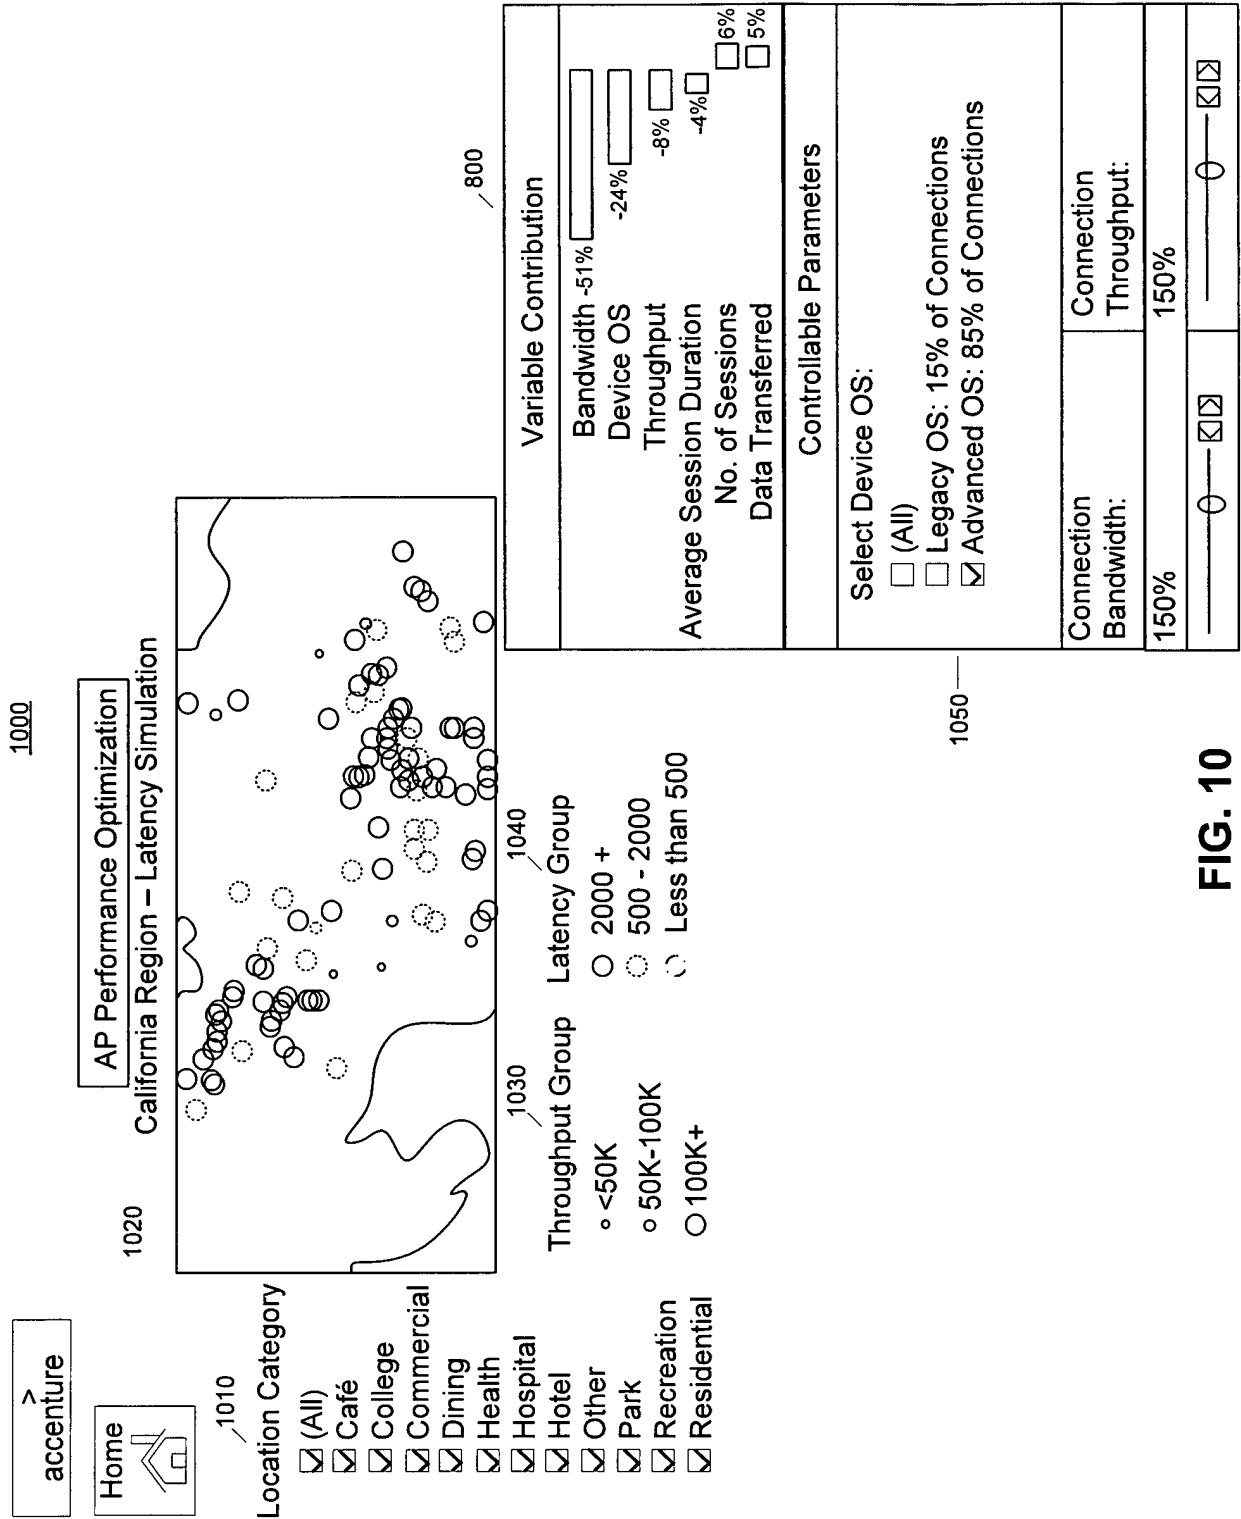 1000
>
accenture
Home
AP Performance Optimization
California Region – Latency Simulation
1020
1010
Location Category
(All)
Café
College
Commercial
Dining
Health
Hospital
Hotel
Other
Park
Recreation
Residential
1030
Throughput Group
<50K
50K-100K
100K+
1040
Latency Group
2000 +
500 - 2000
Less than 500
800
Variable Contribution
Bandwidth -51%
Device OS -24%
Throughput -8%
Average Session Duration -4%
No. of Sessions 6%
Data Transferred 5%
Controllable Parameters
Select Device OS:
(All)
Legacy OS: 15% of Connections
Advanced OS: 85% of Connections
1050
Connection
Bandwidth:
150%
Connection
Throughput:
150%
FIG. 10